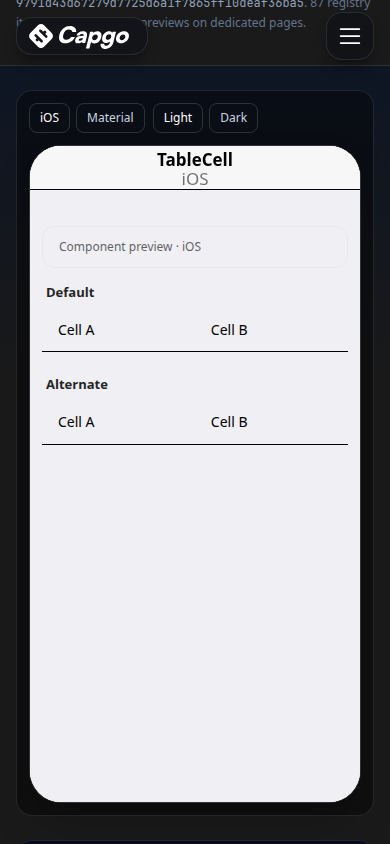 9791d43d67279d7725d6a1f7865ff10deaf36ba5. 87 registry
previews on dedicated pages.
Capgo
iOS
Material
Light
Dark
TableCell
iOS
Component preview · iOS
Default
Cell A
Cell B
Alternate
Cell A
Cell B